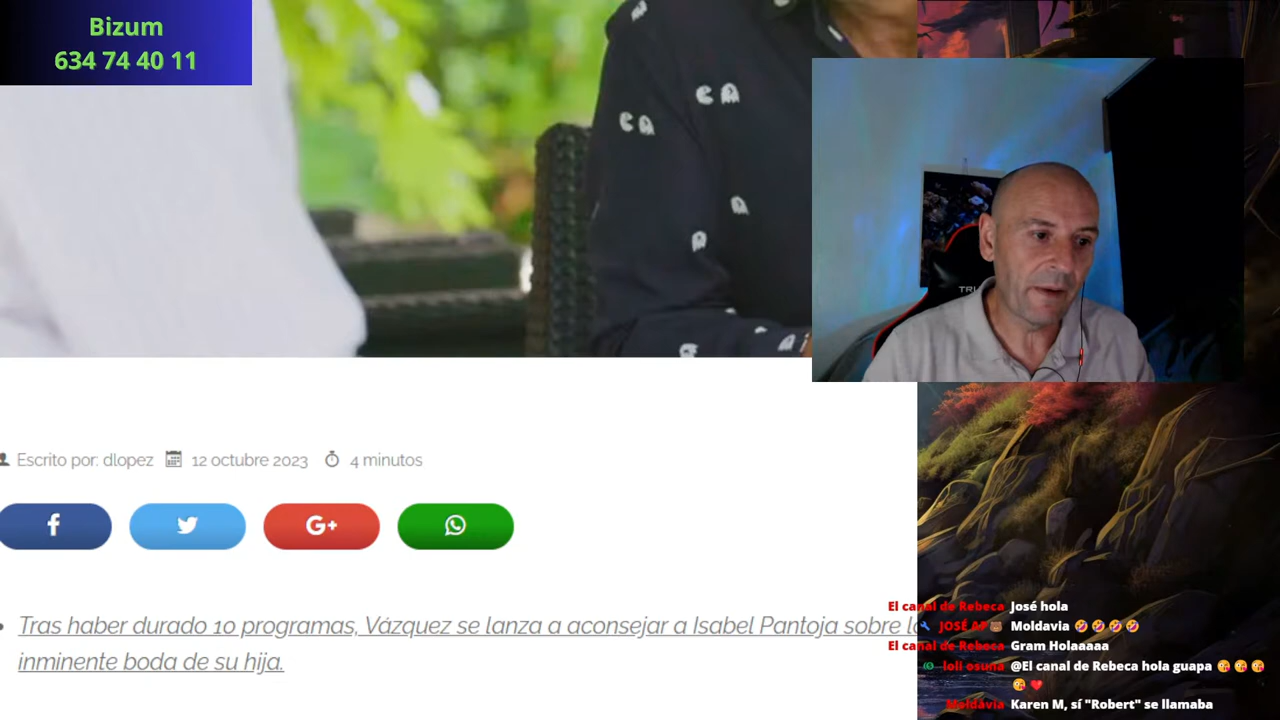 Bizum
634 74 40 11
Escrito por: dlopez 12 octubre 2023 4 minutos
f G+
Tras haber durado 10 programas, Vázquez se lanza a aconsejar a Isabel Pantoja sobre
inminente boda de su hija.
El canal de Rebeca José hola
JOSE Moldavia 🤣🤣🤣🤣
El canal de Rebeca Gram Holaaaaa
loli osuna @El canal de Rebeca hola guapa 😘😘😘
😘❤️
Moldavia Karen M, sí "Robert" se llamaba